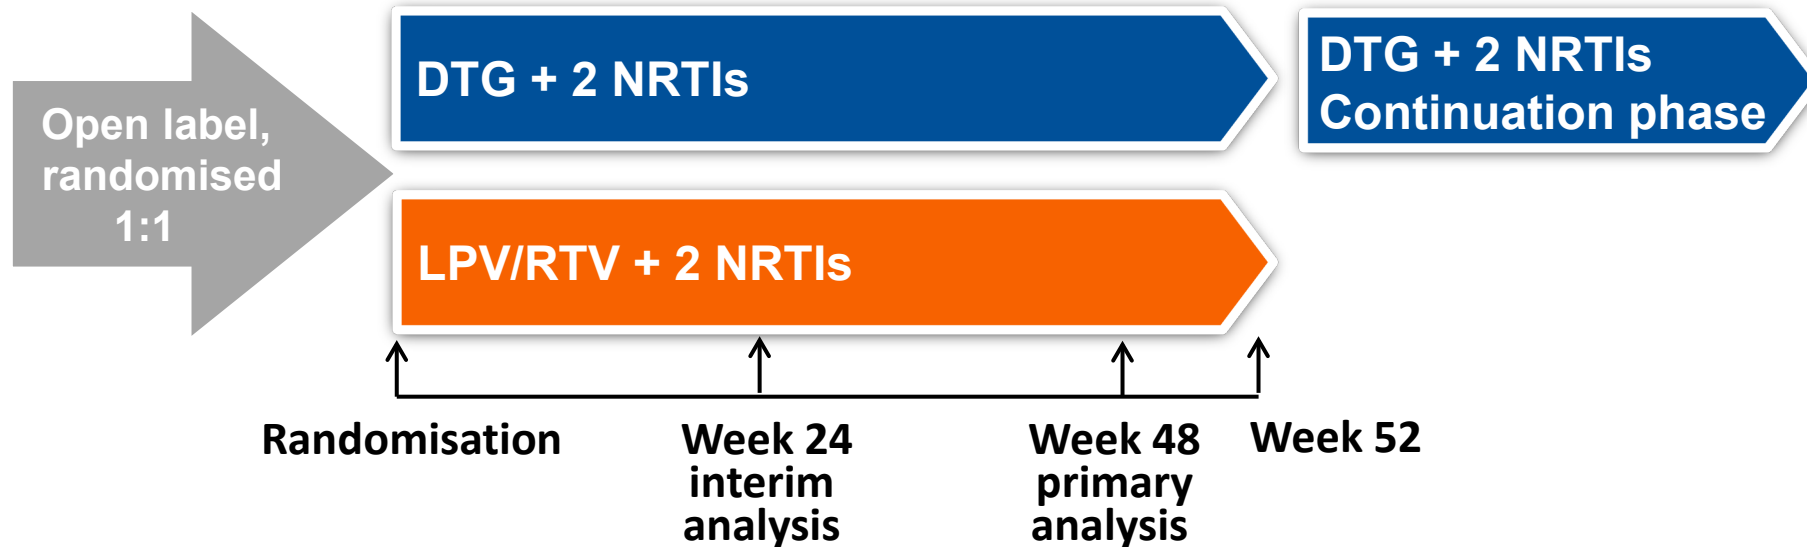 Open label,
randomised
1:1
DTG + 2 NRTIs
DTG + 2 NRTIs
Continuation phase
LPV/RTV + 2 NRTIs
Randomisation
Week 24
interim
analysis
Week 48
primary
analysis
Week 52